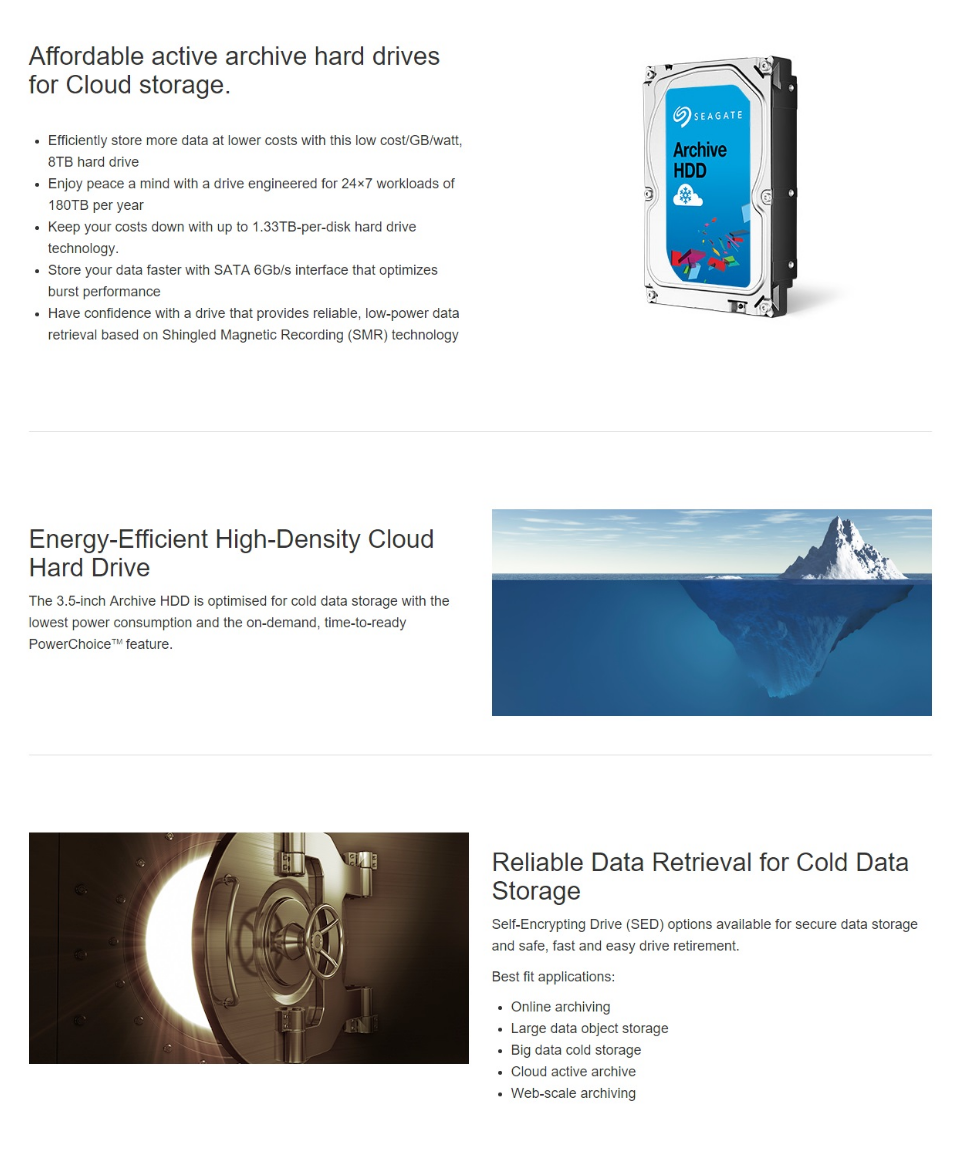 Affordable active archive hard drives
for Cloud storage.
• Efficiently store more data at lower costs with this low cost/GB/watt,
8TB hard drive
• Enjoy peace a mind with a drive engineered for 24×7 workloads of
180TB per year
• Keep your costs down with up to 1.33TB-per-disk hard drive
technology.
• Store your data faster with SATA 6Gb/s interface that optimizes
burst performance
• Have confidence with a drive that provides reliable, low-power data
retrieval based on Shingled Magnetic Recording (SMR) technology
SEAGATE
Archive
HDD
Energy-Efficient High-Density Cloud
Hard Drive
The 3.5-inch Archive HDD is optimised for cold data storage with the
lowest power consumption and the on-demand, time-to-ready
PowerChoice™ feature.
Reliable Data Retrieval for Cold Data
Storage
Self-Encrypting Drive (SED) options available for secure data storage
and safe, fast and easy drive retirement.
Best fit applications:
• Online archiving
• Large data object storage
• Big data cold storage
• Cloud active archive
• Web-scale archiving